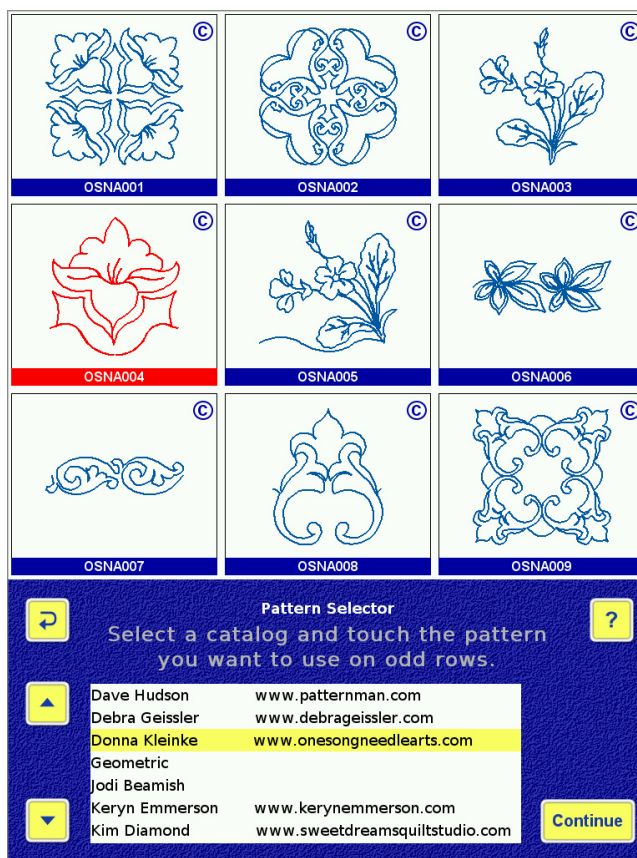 ©
©
©
OSNA001
OSNA002
OSNA003
©
©
©
OSNA004
OSNA005
OSNA006
©
©
©
OSNA007
OSNA008
OSNA009
Pattern Selector
?
Select a catalog and touch the pattern
you want to use on odd rows.
Dave Hudson www.patternman.com
Debra Geissler www.debrageissler.com
Donna Kleinke www.onesongneedlearts.com
Geometric
Jodi Beamish
Keryn Emmerson www.kerynemmerson.com
Kim Diamond www.sweetdreamsquiltstudio.com
Continue